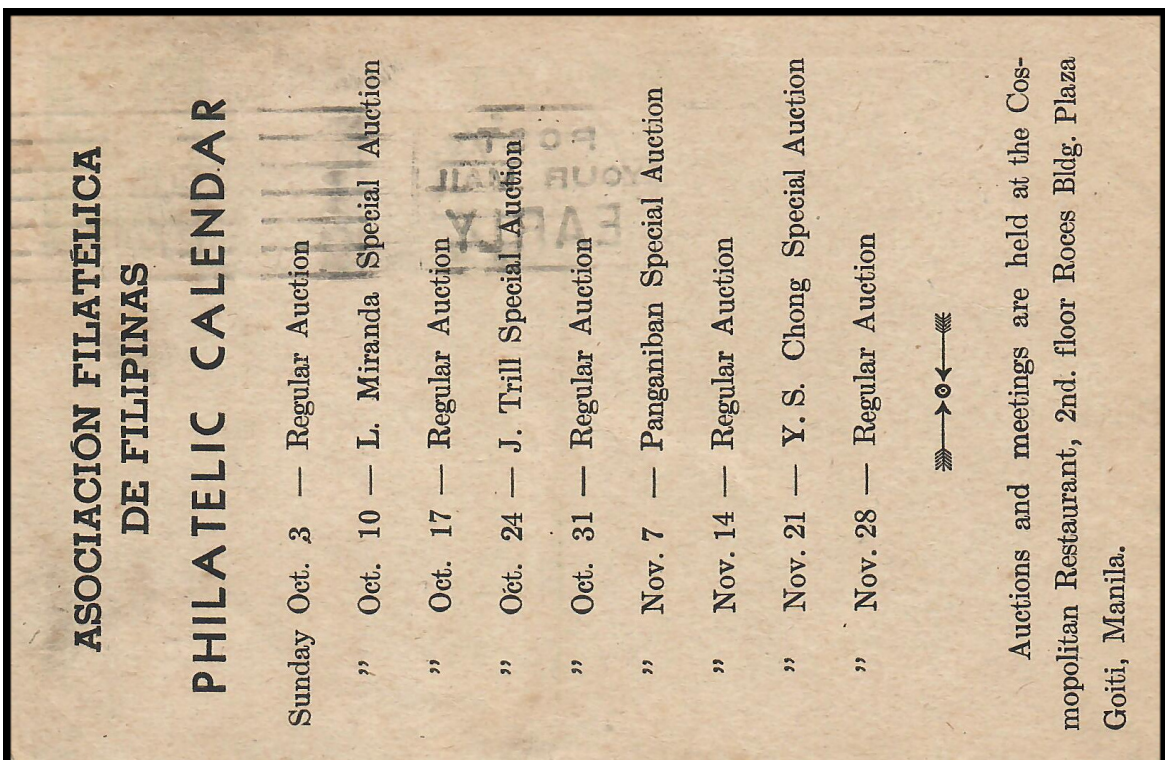 ASOCIACIÓN FILATÉLICA
DE FILIPINAS
PHILATELIC CALENDAR
Sunday Oct. 3 — Regular Auction
” Oct. 10 — L. Miranda Special Auction
” Oct. 17 — Regular Auction
” Oct. 24 — J. Trill Special Auction
” Oct. 31 — Regular Auction
” Nov. 7 — Panganiban Special Auction
” Nov. 14 — Regular Auction
” Nov. 21 — Y. S. Chong Special Auction
” Nov. 28 — Regular Auction
Auctions and meetings are held at the Cos-
mopolitan Restaurant, 2nd. floor Roces Bldg. Plaza
Goiti, Manila.
YOUR MAIL
EARLY